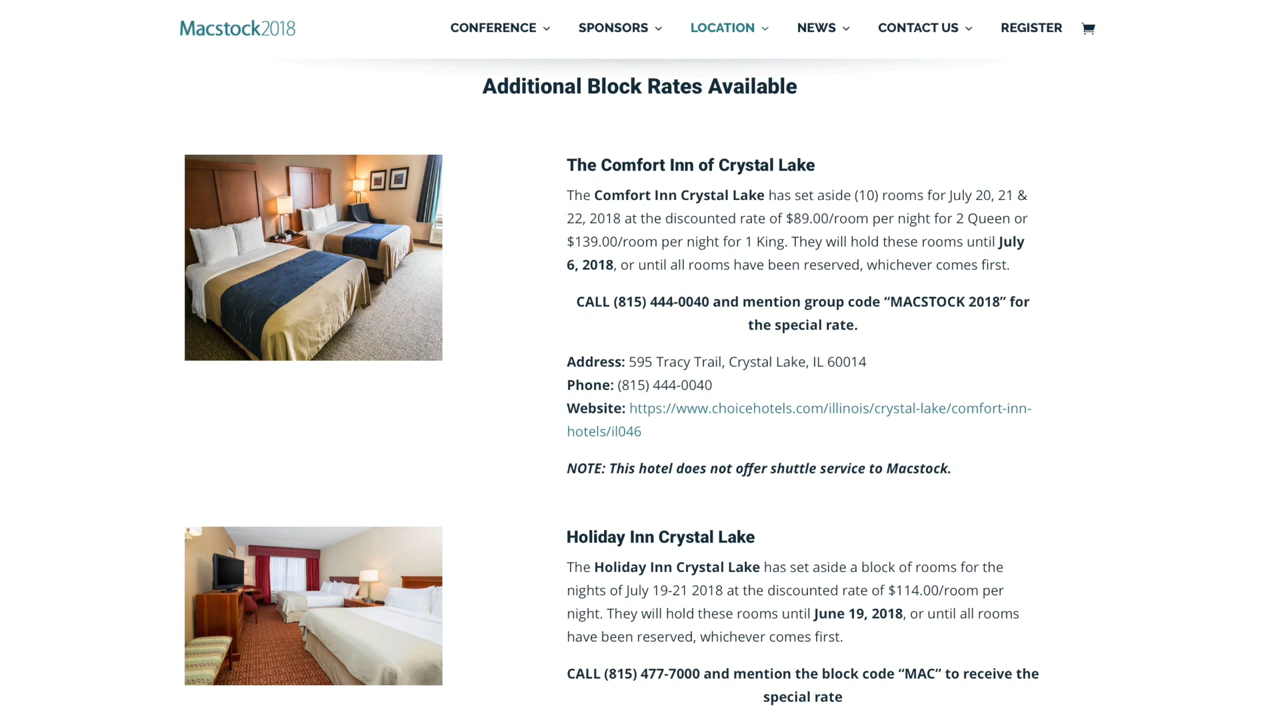 Macstock2018
CONFERENCE
SPONSORS
LOCATION
NEWS
CONTACT US
REGISTER
Additional Block Rates Available
The Comfort Inn of Crystal Lake
The Comfort Inn Crystal Lake has set aside (10) rooms for July 20, 21 &
22, 2018 at the discounted rate of $89.00/room per night for 2 Queen or
$139.00/room per night for 1 King. They will hold these rooms until July
6, 2018, or until all rooms have been reserved, whichever comes first.
CALL (815) 444-0040 and mention group code “MACSTOCK 2018” for
the special rate.
Address: 595 Tracy Trail, Crystal Lake, IL 60014
Phone: (815) 444-0040
Website: https://www.choicehotels.com/illinois/crystal-lake/comfort-inn-
hotels/il046
NOTE: This hotel does not offer shuttle service to Macstock.
Holiday Inn Crystal Lake
The Holiday Inn Crystal Lake has set aside a block of rooms for the
nights of July 19-21 2018 at the discounted rate of $114.00/room per
night. They will hold these rooms until June 19, 2018, or until all rooms
have been reserved, whichever comes first.
CALL (815) 477-7000 and mention the block code “MAC” to receive the
special rate